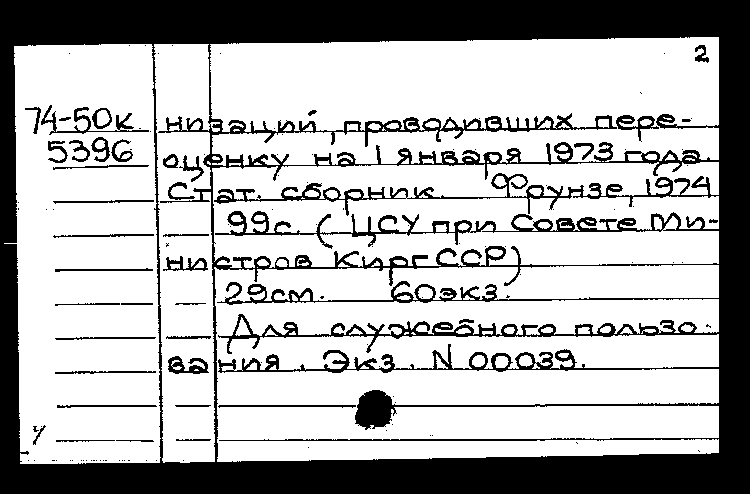 2
74-50к низаций, проводивших пере-
5396 оценку на 1 января 1973 года.
Стат. сборник. Фрунзе, 1974
99с. (ЦСУ при Совете Ми-
нистров КиргССР)
29см. 60экз.
Для служебного пользо-
вания. Экз. N 00039.